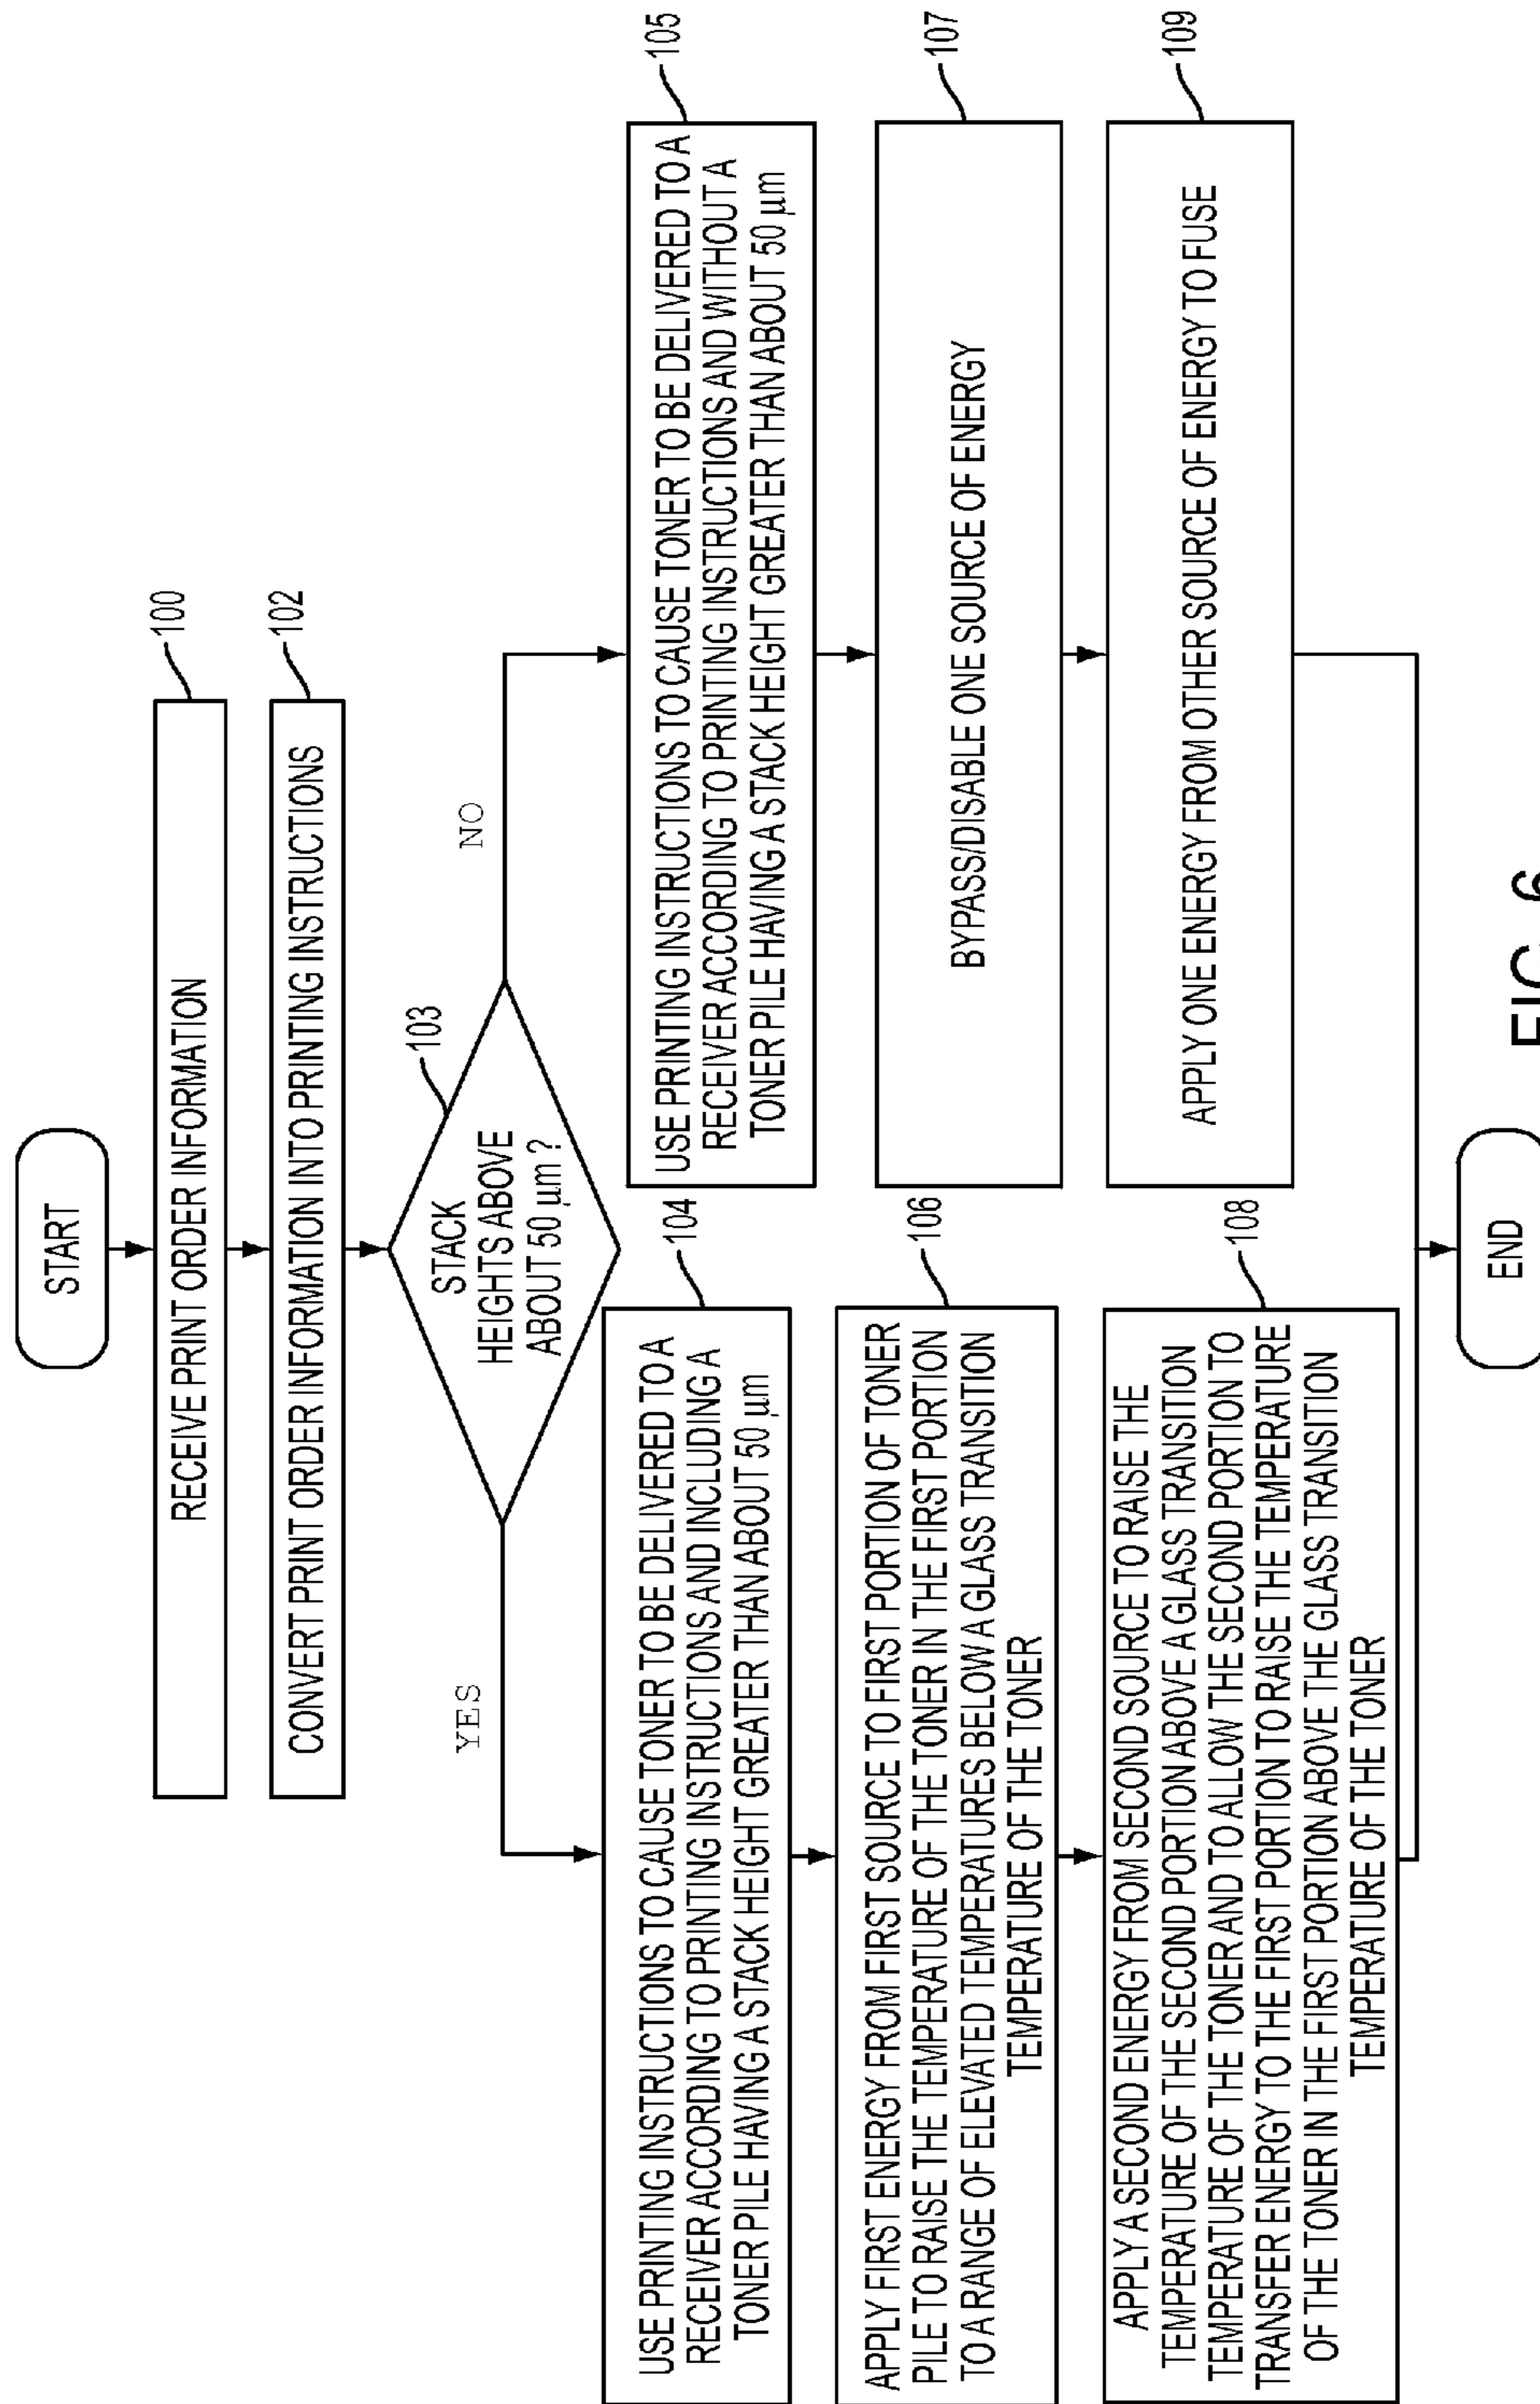 START
RECEIVE PRINT ORDER INFORMATION
100
CONVERT PRINT ORDER INFORMATION INTO PRINTING INSTRUCTIONS
102
STACK
HEIGHTS ABOVE
ABOUT 50 µm ?
103
YES
NO
USE PRINTING INSTRUCTIONS TO CAUSE TONER TO BE DELIVERED TO A
RECEIVER ACCORDING TO PRINTING INSTRUCTIONS AND INCLUDING A
TONER PILE HAVING A STACK HEIGHT GREATER THAN ABOUT 50 µm
104
APPLY FIRST ENERGY FROM FIRST SOURCE TO FIRST PORTION OF TONER
PILE TO RAISE THE TEMPERATURE OF THE TONER IN THE FIRST PORTION
TO A RANGE OF ELEVATED TEMPERATURES BELOW A GLASS TRANSITION
TEMPERATURE OF THE TONER
106
APPLY A SECOND ENERGY FROM SECOND SOURCE TO RAISE THE
TEMPERATURE OF THE SECOND PORTION ABOVE A GLASS TRANSITION
TEMPERATURE OF THE TONER AND TO ALLOW THE SECOND PORTION TO
TRANSFER ENERGY TO THE FIRST PORTION TO RAISE THE TEMPERATURE
OF THE TONER IN THE FIRST PORTION ABOVE THE GLASS TRANSITION
TEMPERATURE OF THE TONER
108
USE PRINTING INSTRUCTIONS TO CAUSE TONER TO BE DELIVERED TO A
RECEIVER ACCORDING TO PRINTING INSTRUCTIONS AND WITHOUT A
TONER PILE HAVING A STACK HEIGHT GREATER THAN ABOUT 50 µm
105
BYPASS/DISABLE ONE SOURCE OF ENERGY
107
APPLY ONE ENERGY FROM OTHER SOURCE OF ENERGY TO FUSE
109
END
FIG. 6